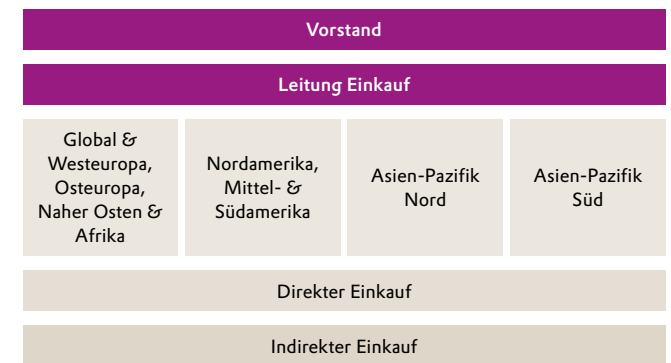 Vorstand
Leitung Einkauf
Global &
Westeuropa,
Osteuropa,
Naher Osten &
Afrika
Nordamerika,
Mittel- &
Südamerika
Asien-Pazifik
Nord
Asien-Pazifik
Süd
Direkter Einkauf
Indirekter Einkauf